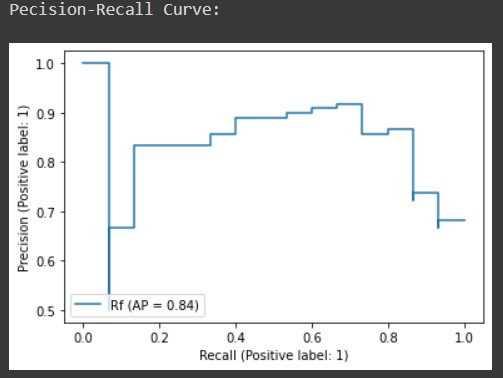 Pecision-Recall Curve:
1.0
0.9
0.8
0.7
0.6
0.5
Precision (Positive label: 1)
Rf (AP = 0.84)
0.0 0.2 0.4 0.6 0.8 1.0
Recall (Positive label: 1)